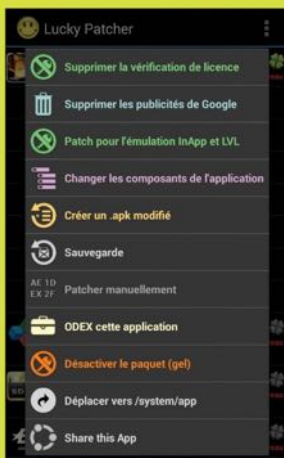 Lucky Patcher
Supprimer la vérification de licence
Supprimer les publicités de Google
Patch pour l'émulation InApp et LVL
Changer les composants de l'application
Créer un .apk modifié
Sauvegarde
AE 1D
EX 2F
Patcher manuellement
ODEX cette application
Désactiver le paquet (gel)
Déplacer vers /system/app
Share this App